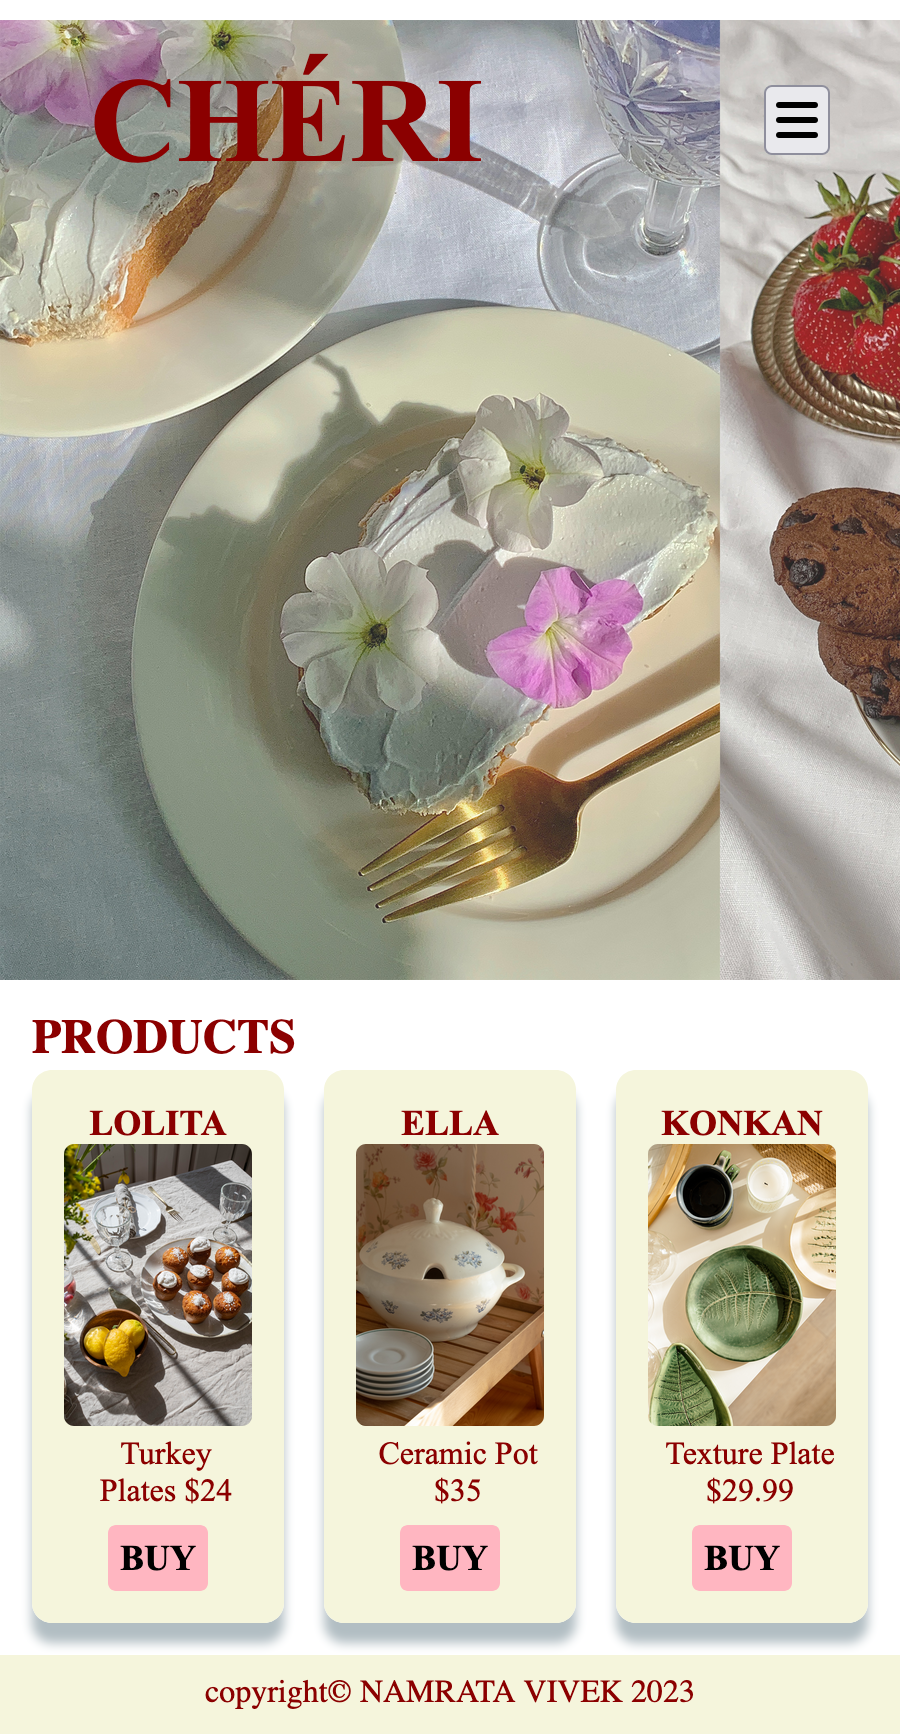 CHÉRI
PRODUCTS
LOLITA
Turkey
Plates $24
BUY
ELLA
Ceramic Pot
$35
BUY
KONKAN
Texture Plate
$29.99
BUY
copyright© NAMRATA VIVEK 2023